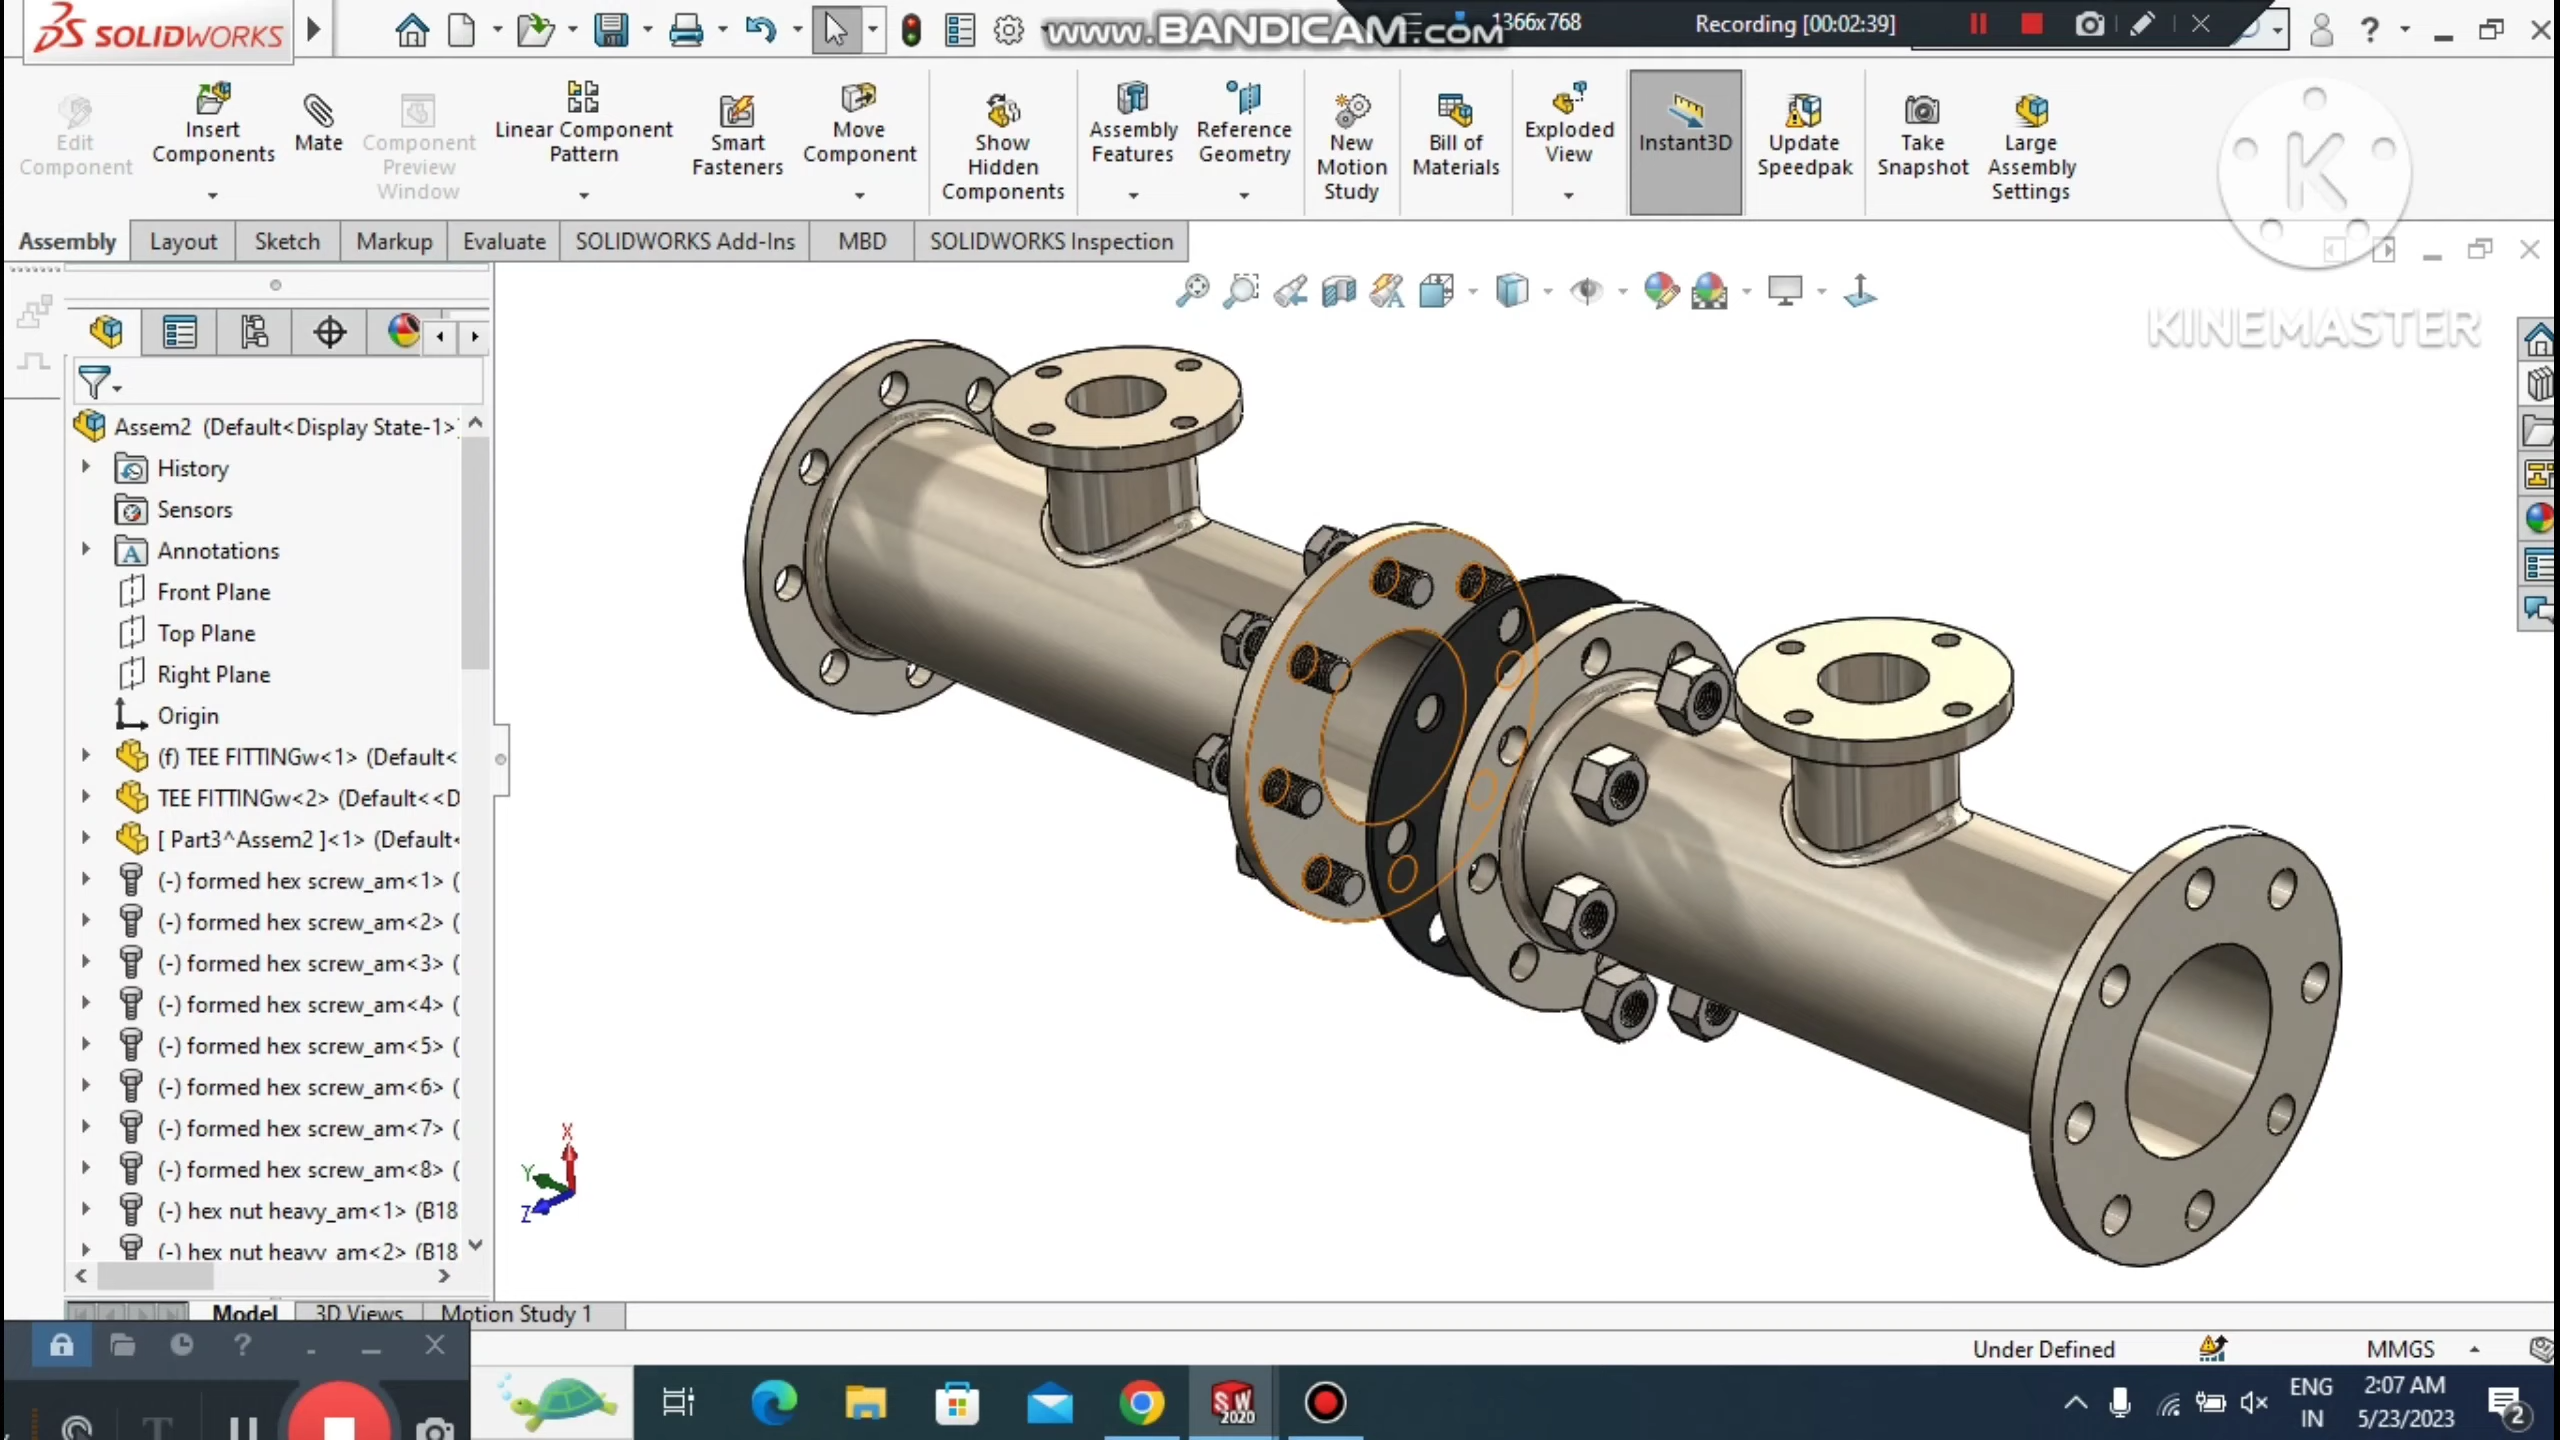 SOLIDWORKS
www.BANDICAM.com
1366x768
Recording [00:02:39]
Edit Component
Insert Components
Mate
Component Preview Window
Linear Component Pattern
Smart Fasteners
Move Component
Show Hidden Components
Assembly Features
Reference Geometry
New Motion Study
Bill of Materials
Exploded View
Instant3D
Update Speedpak
Take Snapshot
Large Assembly Settings
K
KINEMASTER
Assembly
Layout
Sketch
Markup
Evaluate
SOLIDWORKS Add-Ins
MBD
SOLIDWORKS Inspection
Assem2 (Default<Display State-1>
History
Sensors
Annotations
Front Plane
Top Plane
Right Plane
Origin
(f) TEE FITTINGw<1> (Default<
TEE FITTINGw<2> (Default<<D
[ Part3^Assem2 ]<1> (Default<
(-) formed hex screw_am<1> (
(-) formed hex screw_am<2> (
(-) formed hex screw_am<3> (
(-) formed hex screw_am<4> (
(-) formed hex screw_am<5> (
(-) formed hex screw_am<6> (
(-) formed hex screw_am<7> (
(-) formed hex screw_am<8> (
(-) hex nut heavy_am<1> (B18
(-) hex nut heavy_am<2> (B18
X
Y
Z
Model
3D Views
Motion Study 1
Under Defined
MMGS
SW
2020
ENG
IN
2:07 AM
5/23/2023
2